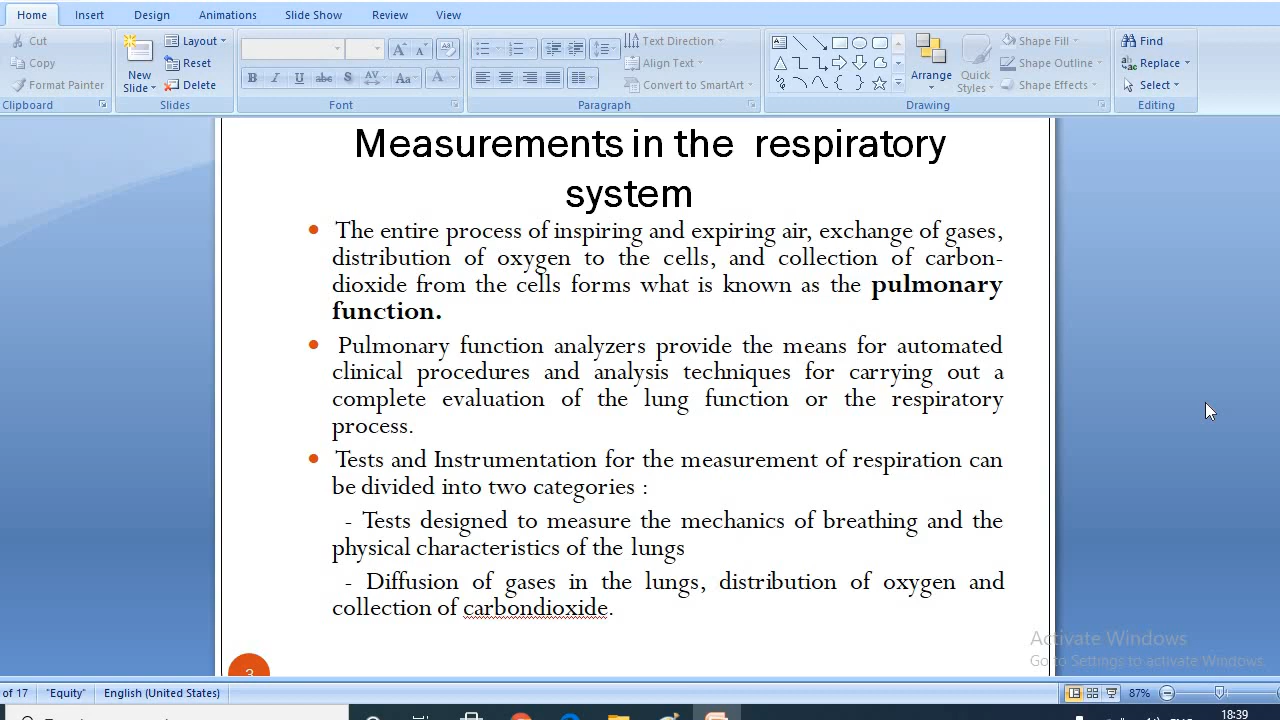 Home Insert Design Animations Slide Show Review View
Cut
Copy
Format Painter
Clipboard
New
Slide
Layout
Reset
Delete
Slides
B I U abc S AV Aa A
Font
Text Direction
Align Text
Convert to SmartArt
Paragraph
Arrange
Quick
Styles
Shape Fill
Shape Outline
Shape Effects
Drawing
Find
Replace
Select
Editing
Measurements in the respiratory
system
The entire process of inspiring and expiring air, exchange of gases,
distribution of oxygen to the cells, and collection of carbon-
dioxide from the cells forms what is known as the pulmonary
function.
Pulmonary function analyzers provide the means for automated
clinical procedures and analysis techniques for carrying out a
complete evaluation of the lung function or the respiratory
process.
Tests and Instrumentation for the measurement of respiration can
be divided into two categories :
- Tests designed to measure the mechanics of breathing and the
physical characteristics of the lungs
- Diffusion of gases in the lungs, distribution of oxygen and
collection of carbondioxide.
3
Activate Windows
Go to Settings to activate Windows.
of 17 "Equity" English (United States) 87%
18:39